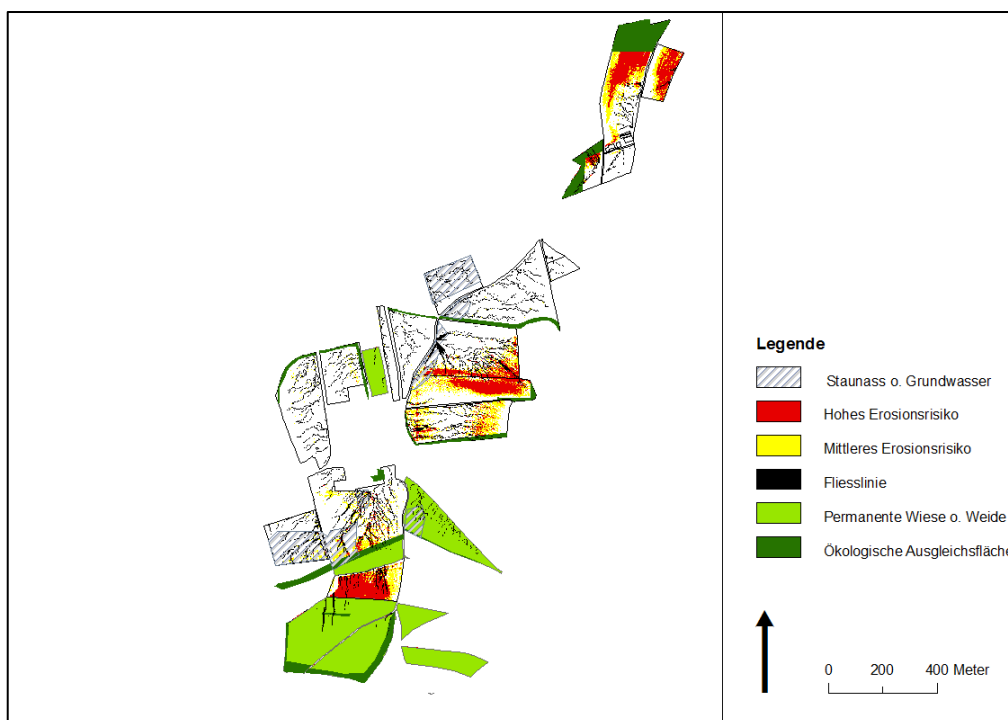 Legende
Staunass o. Grundwasser
Hohes Erosionsrisiko
Mittleres Erosionsrisiko
Fliesslinie
Permanente Wiese o. Weide
Ökologische Ausgleichsfläche
0 200 400 Meter